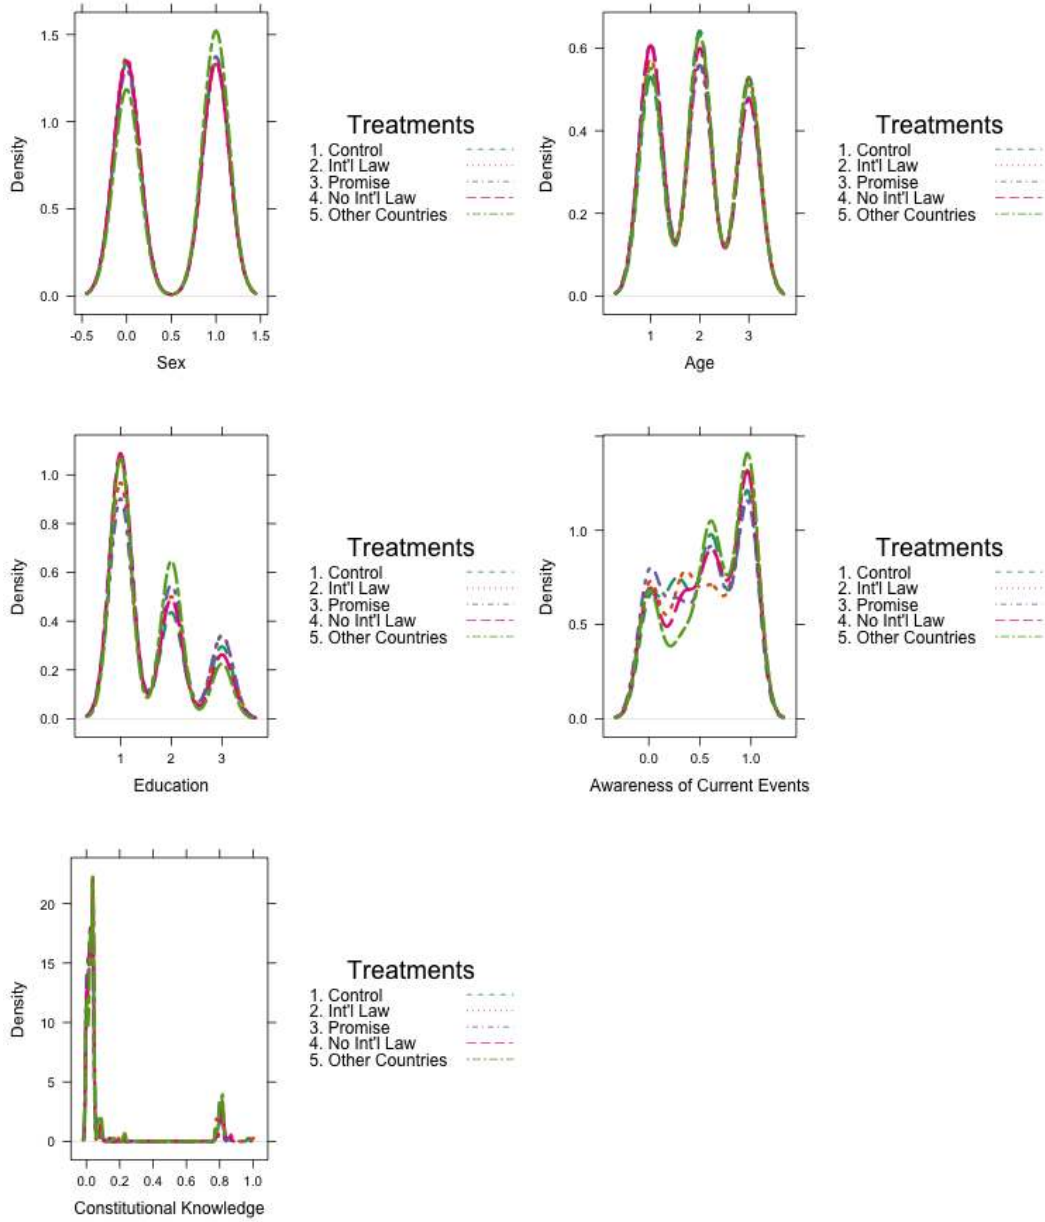 1.5
1.0
0.5
0.0
Density
-0.5 0.0 0.5 1.0 1.5
Sex
Treatments
1. Control
2. Int'l Law
3. Promise
4. No Int'l Law
5. Other Countries
0.6
0.4
0.2
0.0
Density
1 2 3
Age
Treatments
1. Control
2. Int'l Law
3. Promise
4. No Int'l Law
5. Other Countries
1.0
0.8
0.6
0.4
0.2
0.0
Density
1 2 3
Education
Treatments
1. Control
2. Int'l Law
3. Promise
4. No Int'l Law
5. Other Countries
1.0
0.5
0.0
Density
0.0 0.5 1.0
Awareness of Current Events
Treatments
1. Control
2. Int'l Law
3. Promise
4. No Int'l Law
5. Other Countries
20
15
10
5
0
Density
0.0 0.2 0.4 0.6 0.8 1.0
Constitutional Knowledge
Treatments
1. Control
2. Int'l Law
3. Promise
4. No Int'l Law
5. Other Countries